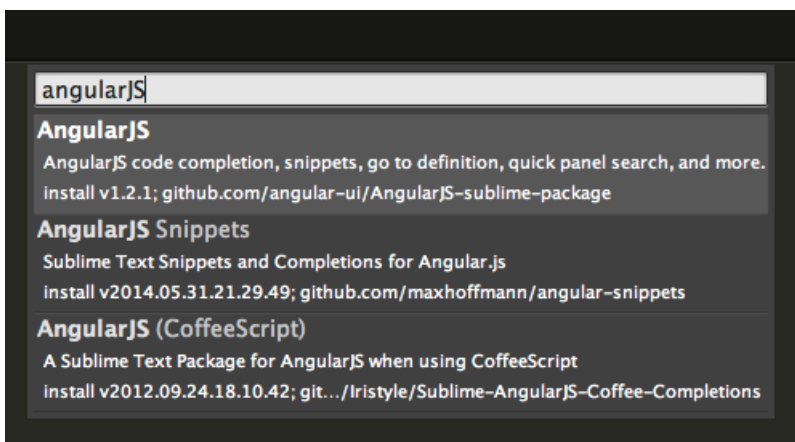 angularJS
AngularJS
AngularJS code completion, snippets, go to definition, quick panel search, and more.
install v1.2.1; github.com/angular-ui/AngularJS-sublime-package
AngularJS Snippets
Sublime Text Snippets and Completions for Angular.js
install v2014.05.31.21.29.49; github.com/maxhoffmann/angular-snippets
AngularJS (CoffeeScript)
A Sublime Text Package for AngularJS when using CoffeeScript
install v2012.09.24.18.10.42; git.../Iristyle/Sublime-AngularJS-Coffee-Completions